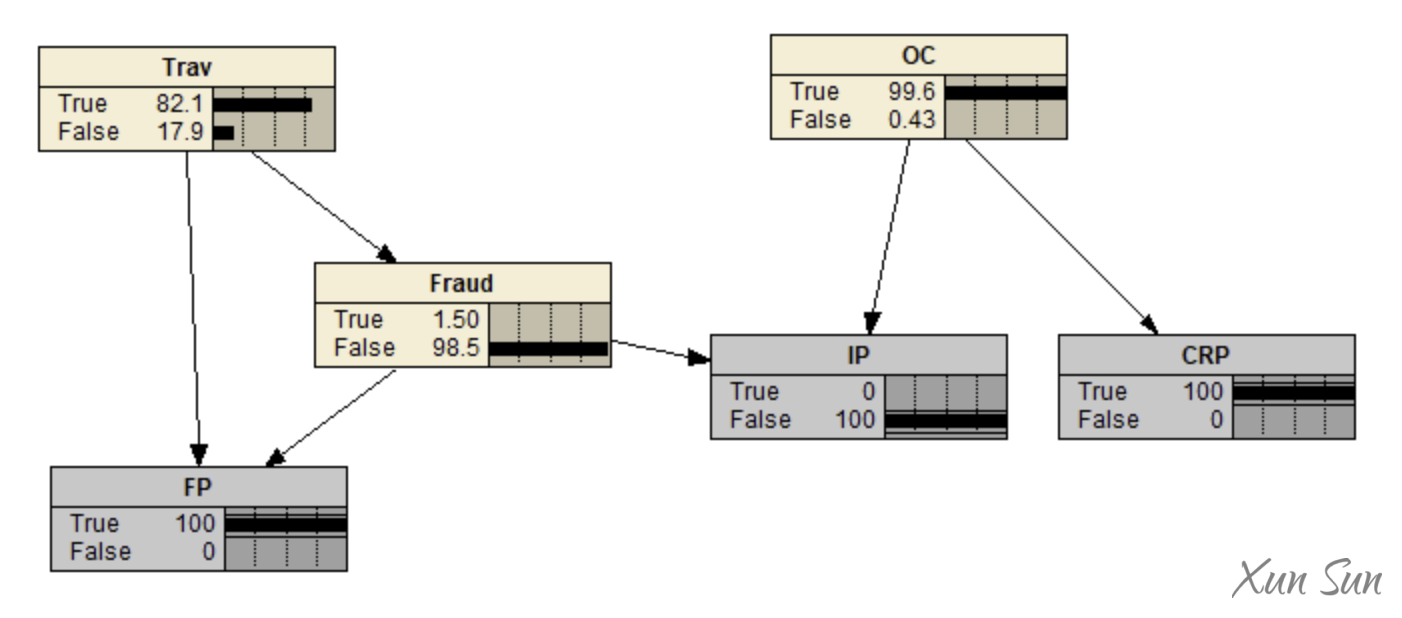 Trav
True 82.1
False 17.9
OC
True 99.6
False 0.43
Fraud
True 1.50
False 98.5
IP
True 0
False 100
CRP
True 100
False 0
FP
True 100
False 0
Xun Sun